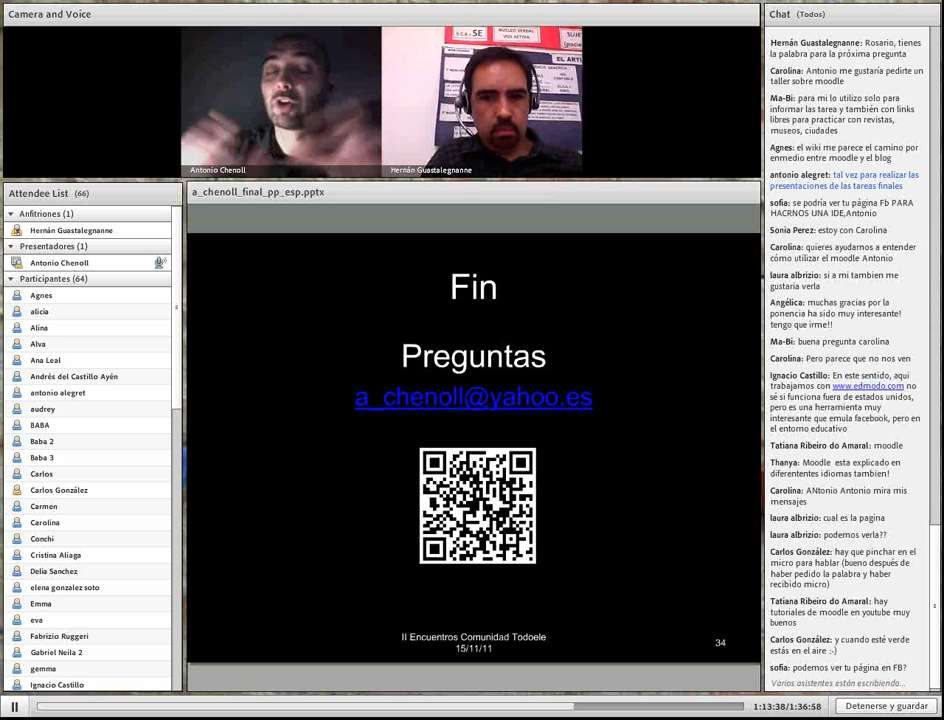 Camera and Voice
S.C.A.: SE
NÚCLEO VERBAL
VOZ ACTIVA
SUJET
(pacie
EL ARTÍ
Antonio Chenoll
Hernán Guastalegnanne
Attendee List (66)
Anfitriones (1)
Hernán Guastalegnanne
Presentadores (1)
Antonio Chenoll
Participantes (64)
Agnes
alicia
Alina
Alva
Ana Leal
Andrés del Castillo Ayén
antonio alegret
audrey
BABA
Baba 2
Baba 3
Carlos
Carlos González
Carmen
Carolina
Conchi
Cristina Aliaga
Delia Sanchez
elena gonzalez soto
Emma
eva
Fabrizio Ruggeri
Gabriel Neila 2
gemma
Ignacio Castillo
a_chenoll_final_pp_esp.pptx
Fin
Preguntas
a_chenoll@yahoo.es
II Encuentros Comunidad Todoele
15/11/11
34
Chat (Todos)
Hernán Guastalegnanne: Rosario, tienes
la palabra para la próxima pregunta
Carolina: Antonio me gustaría pedirte un
taller sobre moodle
Ma-Bi: para mi lo utilizo solo para
informar las tarea y también con links
libres para practicar con revistas,
museos, ciudades
Agnes: el wiki me parece el camino por
enmedio entre moodle y el blog
antonio alegret: tal vez para realizar las
presentaciones de las tareas finales
sofia: se podría ver tu página Fb PARA
HACRNOS UNA IDE,Antonio
Sonia Perez: estoy con Carolina
Carolina: quieres ayudarnos a entender
cómo utilizar el moodle Antonio
laura albrizio: si a mi tambien me
gustaria verla
Angélica: muchas gracias por la
ponencia ha sido muy interesante!
tengo que irme!!
Ma-Bi: buena pregunta carolina
Carolina: Pero parece que no nos ven
Ignacio Castillo: En este sentido, aqui
trabajamos con www.edmodo.com no
sé si funciona fuera de estados unidos,
pero es una herramienta muy
interesante que emula facebook, pero en
el entorno educativo
Tatiana Ribeiro do Amaral: moodle
Thanya: Moodle esta explicado en
diferententes idiomas tambien!
Carolina: ANtonio Antonio mira mis
mensajes
laura albrizio: cual es la pagina
laura albrizio: podemos verla??
Carlos González: hay que pinchar en el
micro para hablar (bueno después de
haber pedido la palabra y haber
recibido micro)
Tatiana Ribeiro do Amaral: hay
tutoriales de moodle en youtube muy
buenos
Carlos González: y cuando esté verde
estás en el aire :-)
sofia: podemos ver tu página en FB?
Varios asistentes están escribiendo...
1:13:38/1:36:58
Detenerse y guardar